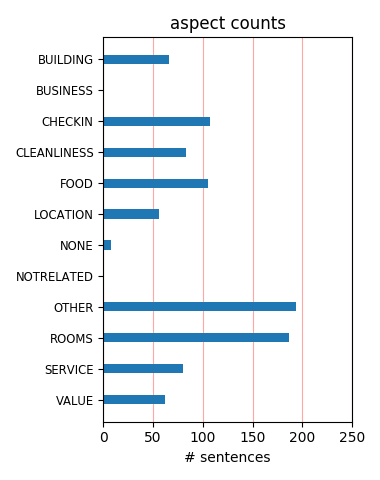 aspect counts
BUILDING
BUSINESS
CHECKIN
CLEANLINESS
FOOD
LOCATION
NONE
NOTRELATED
OTHER
ROOMS
SERVICE
VALUE
0 50 100 150 200 250
# sentences